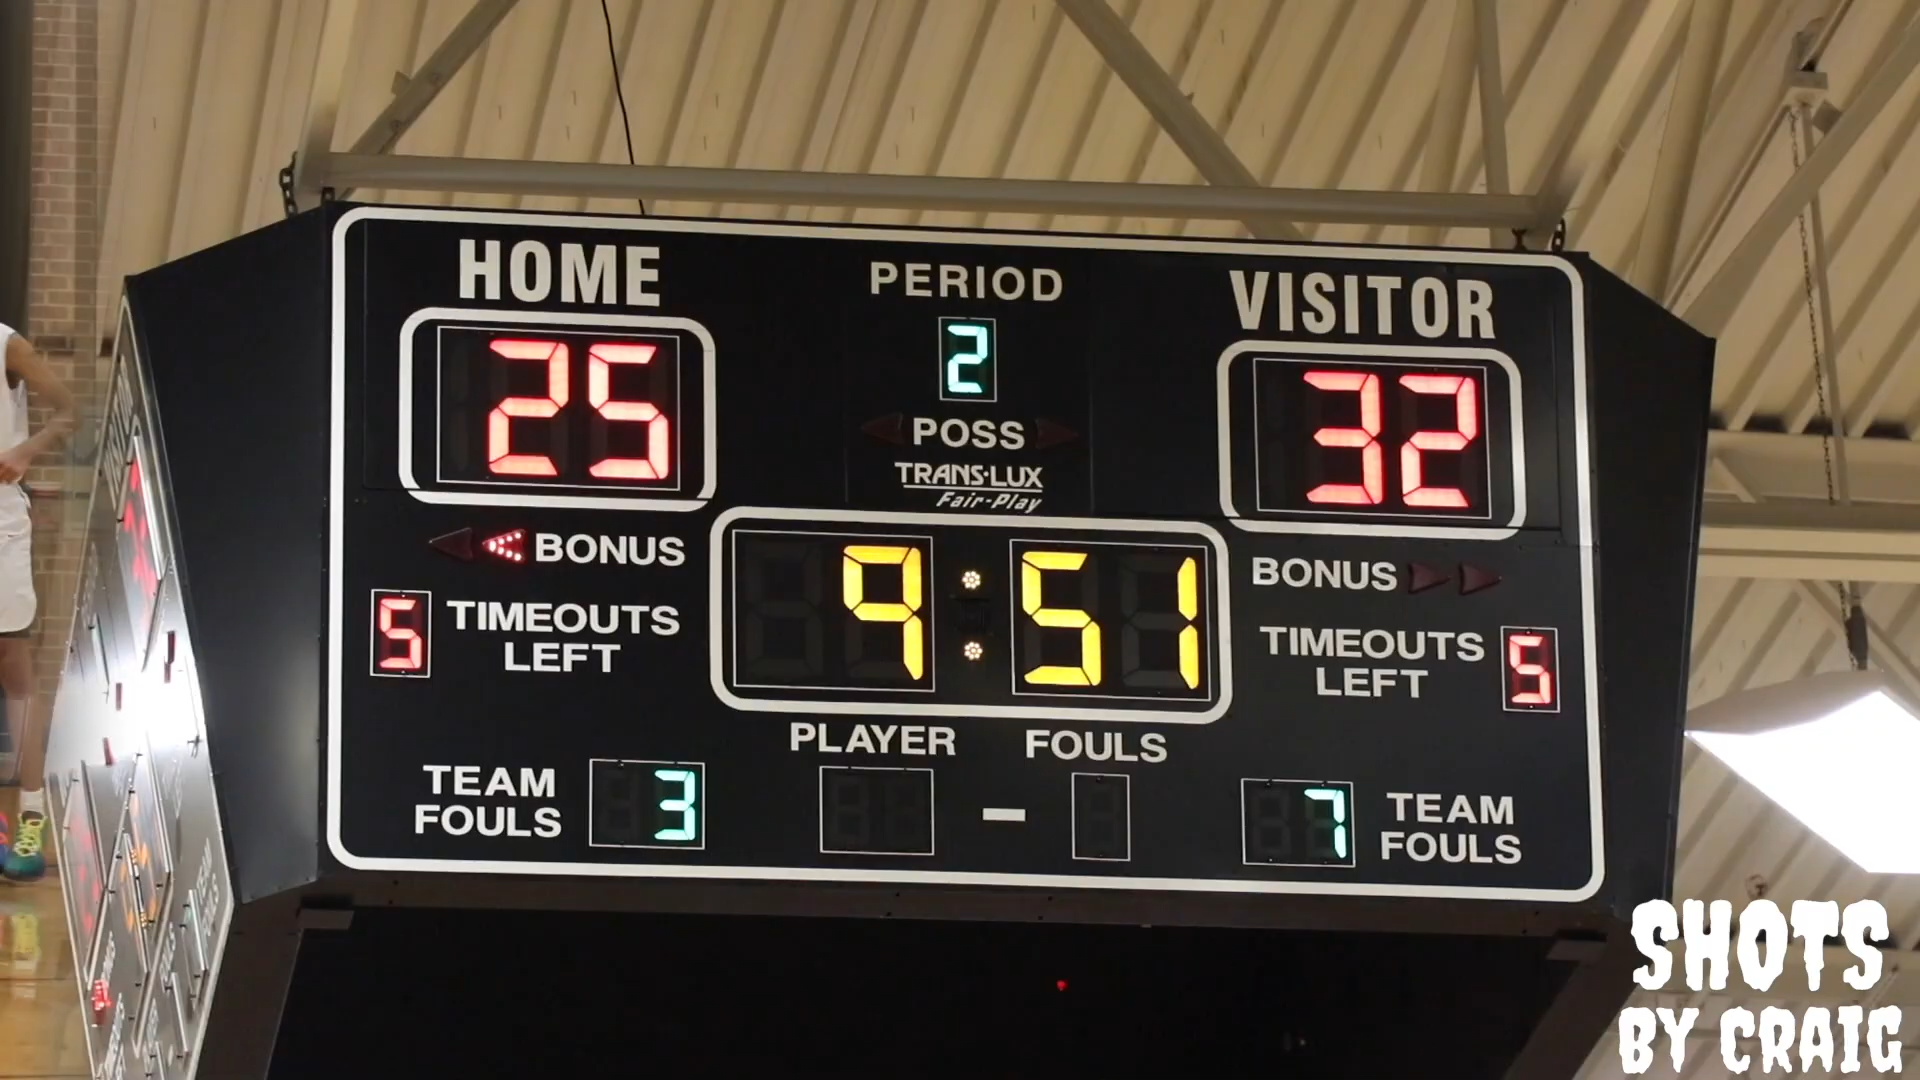 HOME
PERIOD
VISITOR
25
2
32
POSS
TRANS·LUX
Fair-Play
BONUS
9:51
BONUS
5
TIMEOUTS
LEFT
TIMEOUTS
LEFT
5
PLAYER FOULS
TEAM
FOULS
3
-
7
TEAM
FOULS
SHOTS
BY CRAIG